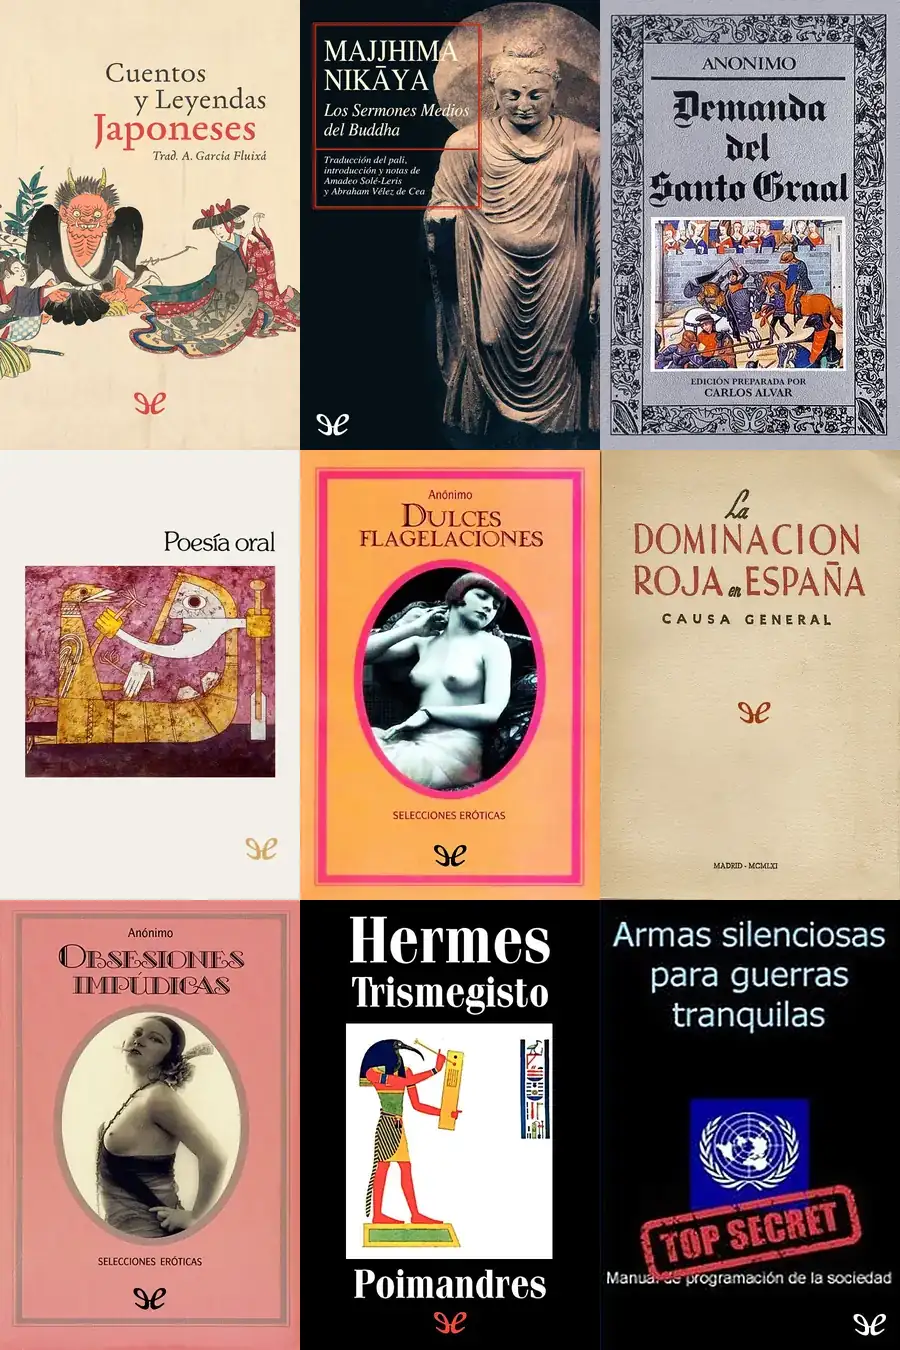 Cuentos
y Leyendas
Japoneses
Trad. A. García Fluixá
MAJJHIMA
NIKĀYA
Los Sermones Medios
del Buddha
Traducción del pali,
introducción y notas de
Amadeo Solé-Leris
y Abraham Vélez de Cea
ANONIMO
Demanda
del
Santo Graal
EDICIÓN PREPARADA POR
CARLOS ALVAR
Poesía oral
Anónimo
DULCES
FLAGELACIONES
SELECCIONES ERÓTICAS
La
DOMINACION
ROJA en ESPAÑA
CAUSA GENERAL
MADRID - MCMLXI
Anónimo
OBSESIONES
IMPÚDICAS
SELECCIONES ERÓTICAS
Hermes
Trismegisto
Poimandres
Armas silenciosas
para guerras
tranquilas
TOP SECRET
Manual de programación de la sociedad